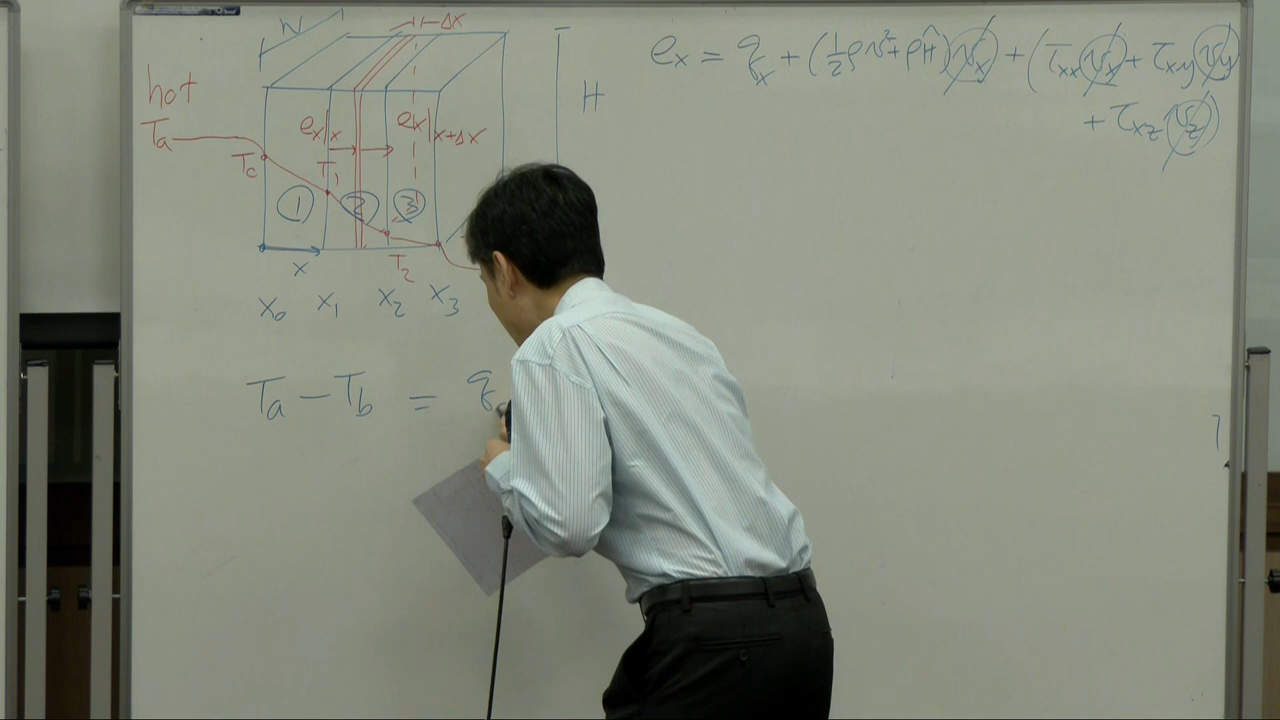 W
Δx
hot
Ta
T0
ex|x
ex|x+Δx
T1
① ② ③
x
T2
x0 x1 x2 x3
H
Ta - Tb = q
ex = qx + (½ρv²+ρĤ)vx + (τxx vx + τxy vy
+ τxz vz)